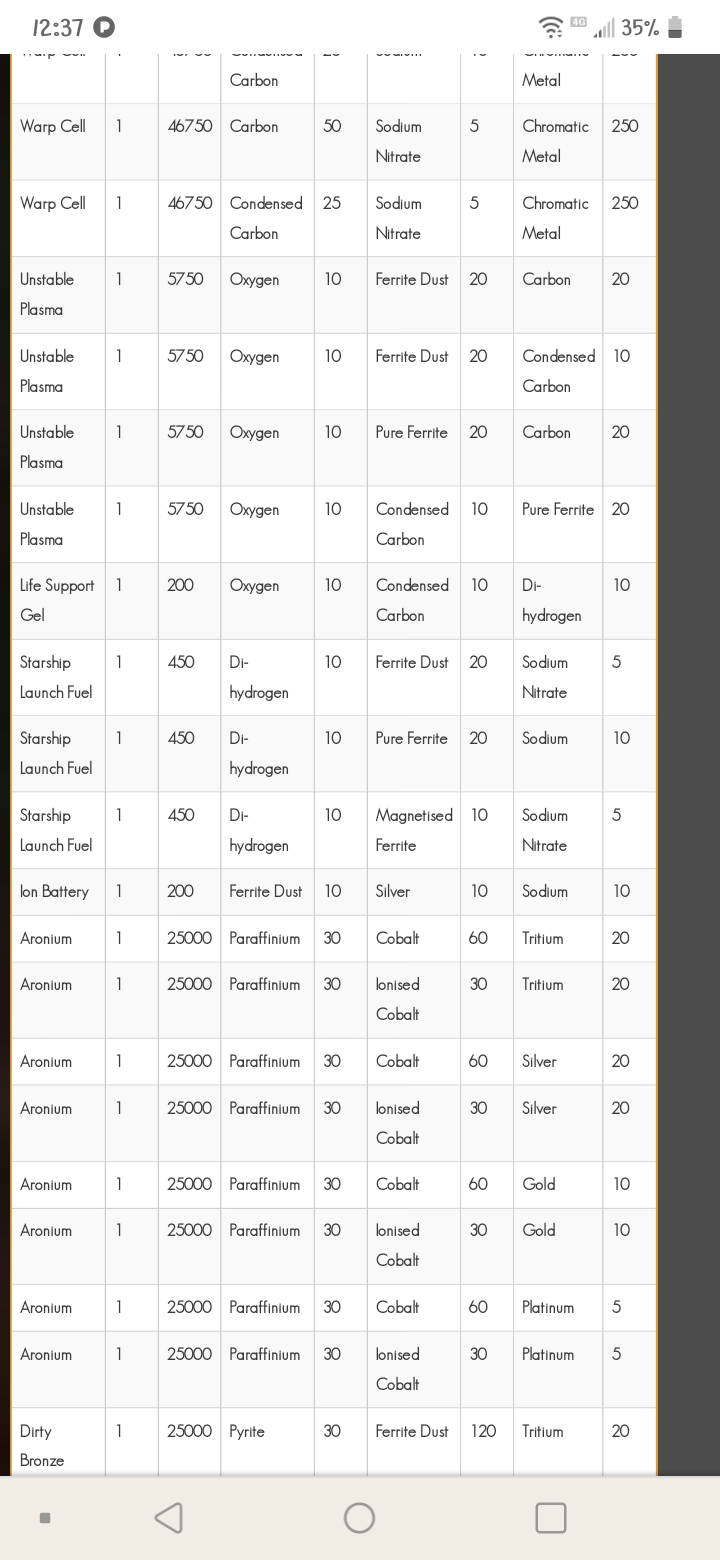 12:37 P 4G 35%
Warp Cell 1 Condensed Sodium Chromatic
Carbon Metal
Warp Cell 1 46750 Carbon 50 Sodium 5 Chromatic 250
Nitrate Metal
Warp Cell 1 46750 Condensed 25 Sodium 5 Chromatic 250
Carbon Nitrate Metal
Unstable 1 5750 Oxygen 10 Ferrite Dust 20 Carbon 20
Plasma
Unstable 1 5750 Oxygen 10 Ferrite Dust 20 Condensed 10
Plasma Carbon
Unstable 1 5750 Oxygen 10 Pure Ferrite 20 Carbon 20
Plasma
Unstable 1 5750 Oxygen 10 Condensed 10 Pure Ferrite 20
Plasma Carbon
Life Support 1 200 Oxygen 10 Condensed 10 Di- 10
Gel Carbon hydrogen
Starship 1 450 Di- 10 Ferrite Dust 20 Sodium 5
Launch Fuel hydrogen Nitrate
Starship 1 450 Di- 10 Pure Ferrite 20 Sodium 10
Launch Fuel hydrogen
Starship 1 450 Di- 10 Magnetised 10 Sodium 5
Launch Fuel hydrogen Ferrite Nitrate
Ion Battery 1 200 Ferrite Dust 10 Silver 10 Sodium 10
Aronium 1 25000 Paraffinium 30 Cobalt 60 Tritium 20
Aronium 1 25000 Paraffinium 30 Ionised 30 Tritium 20
Cobalt
Aronium 1 25000 Paraffinium 30 Cobalt 60 Silver 20
Aronium 1 25000 Paraffinium 30 Ionised 30 Silver 20
Cobalt
Aronium 1 25000 Paraffinium 30 Cobalt 60 Gold 10
Aronium 1 25000 Paraffinium 30 Ionised 30 Gold 10
Cobalt
Aronium 1 25000 Paraffinium 30 Cobalt 60 Platinum 5
Aronium 1 25000 Paraffinium 30 Ionised 30 Platinum 5
Cobalt
Dirty 1 25000 Pyrite 30 Ferrite Dust 120 Tritium 20
Bronze